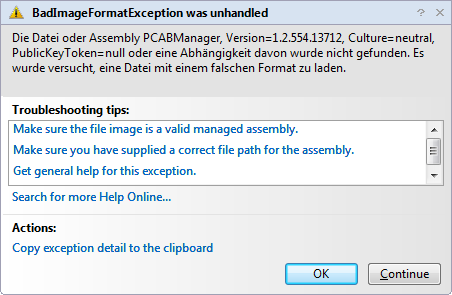 BadImageFormatException was unhandled
Die Datei oder Assembly PCABManager, Version=1.2.554.13712, Culture=neutral,
PublicKeyToken=null oder eine Abhängigkeit davon wurde nicht gefunden. Es
wurde versucht, eine Datei mit einem falschen Format zu laden.
Troubleshooting tips:
Make sure the file image is a valid managed assembly.
Make sure you have supplied a correct file path for the assembly.
Get general help for this exception.
Search for more Help Online...
Actions:
Copy exception detail to the clipboard
OK
Continue